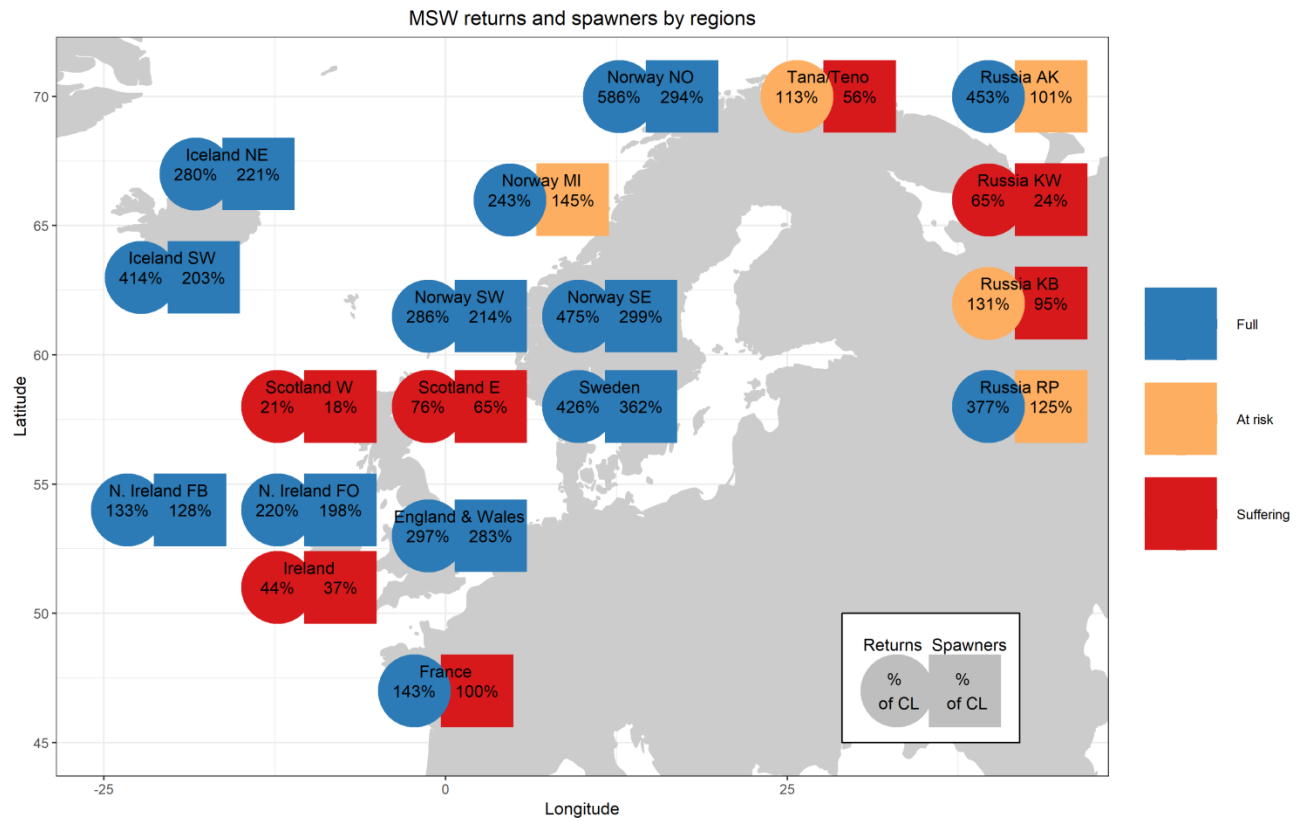 MSW returns and spawners by regions
Norway NO
586% 294%
Tana/Teno
113% 56%
Russia AK
453% 101%
70
Iceland NE
280% 221%
Norway MI
243% 145%
Russia KW
65% 24%
65
Iceland SW
414% 203%
Norway SW
286% 214%
Norway SE
475% 299%
Russia KB
131% 95%
60
Scotland W
21% 18%
Scotland E
76% 65%
Sweden
426% 362%
Russia RP
377% 125%
55
N. Ireland FB
133% 128%
N. Ireland FO
220% 198%
England & Wales
297% 283%
Ireland
44% 37%
50
France
143% 100%
45
Latitude
-25 0 25
Longitude
Returns Spawners
% %
of CL of CL
Full
At risk
Suffering